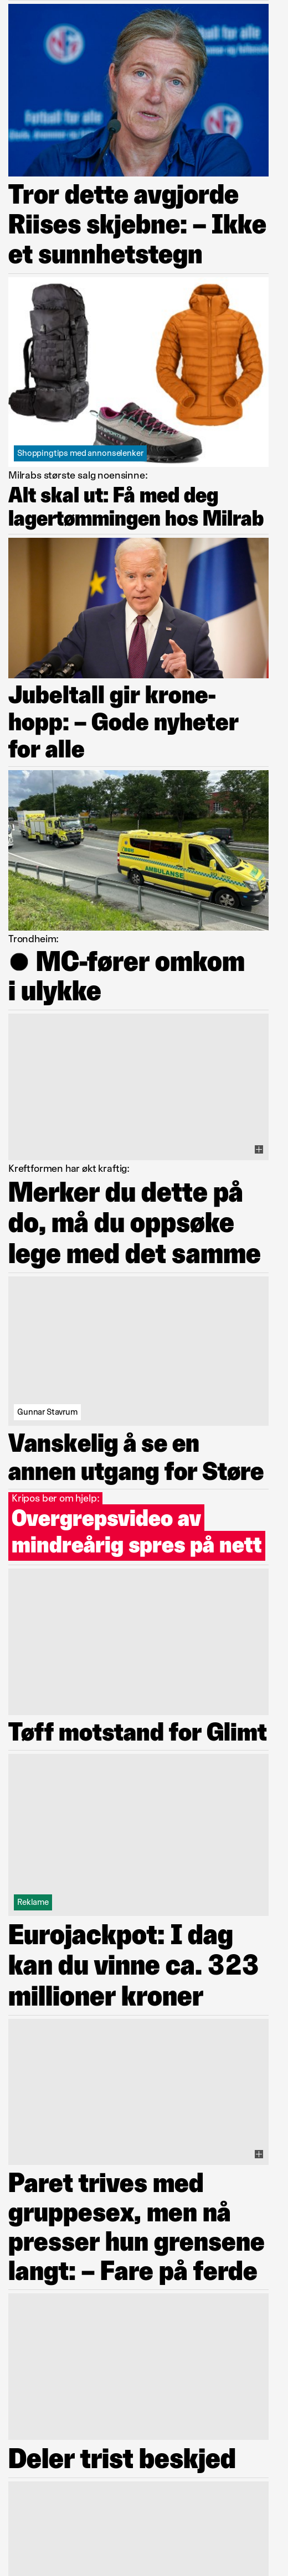 Fotball for alle
Fotball for alle
Tror dette avgjorde
Riises skjebne: – Ikke
et sunnhetstegn
Shoppingtips med annonselenker
Milrabs største salg noensinne:
Alt skal ut: Få med deg
lagertømmingen hos Milrab
Jubeltall gir krone-
hopp: – Gode nyheter
for alle
AMBULANSE
Trondheim:
● MC-fører omkom
i ulykke
Kreftformen har økt kraftig:
Merker du dette på
do, må du oppsøke
lege med det samme
Gunnar Stavrum
Vanskelig å se en
annen utgang for Støre
Kripos ber om hjelp:
Overgrepsvideo av
mindreårig spres på nett
Tøff motstand for Glimt
Reklame
Eurojackpot: I dag
kan du vinne ca. 323
millioner kroner
Paret trives med
gruppesex, men nå
presser hun grensene
langt: – Fare på ferde
Deler trist beskjed